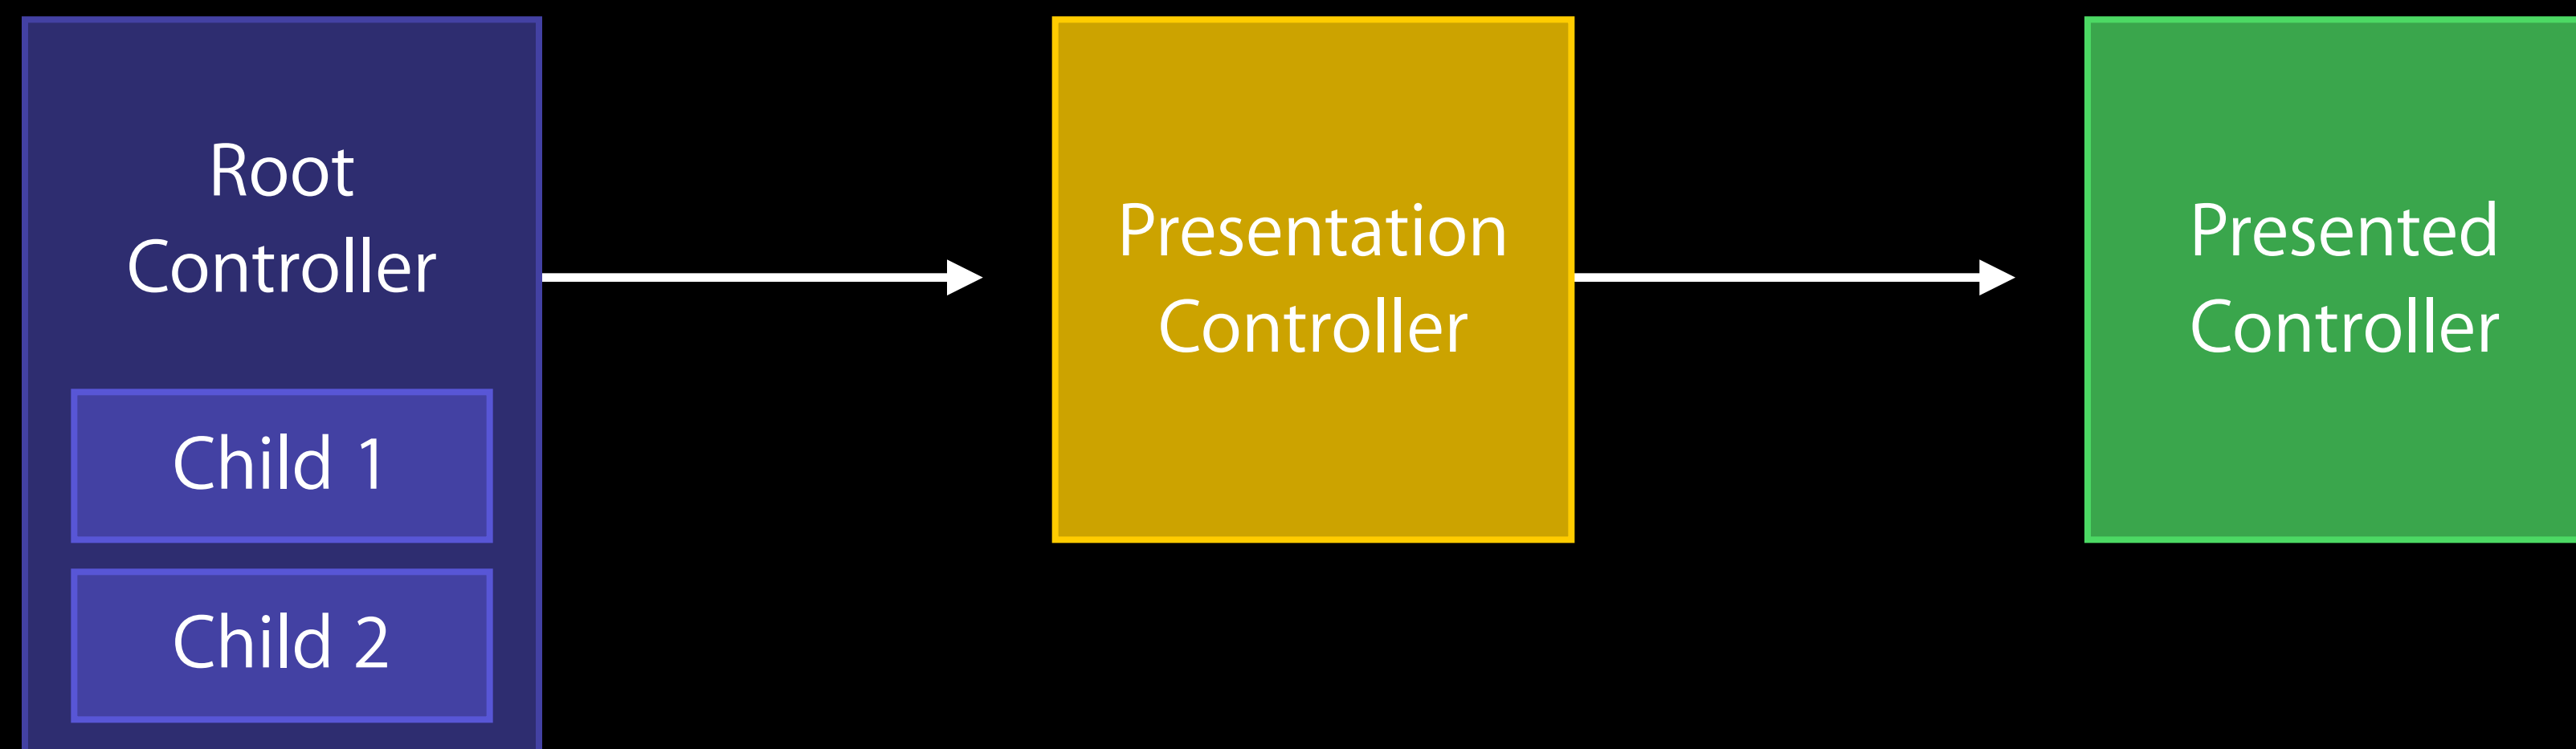 Root
Controller
Child 1
Child 2
Presentation
Controller
Presented
Controller